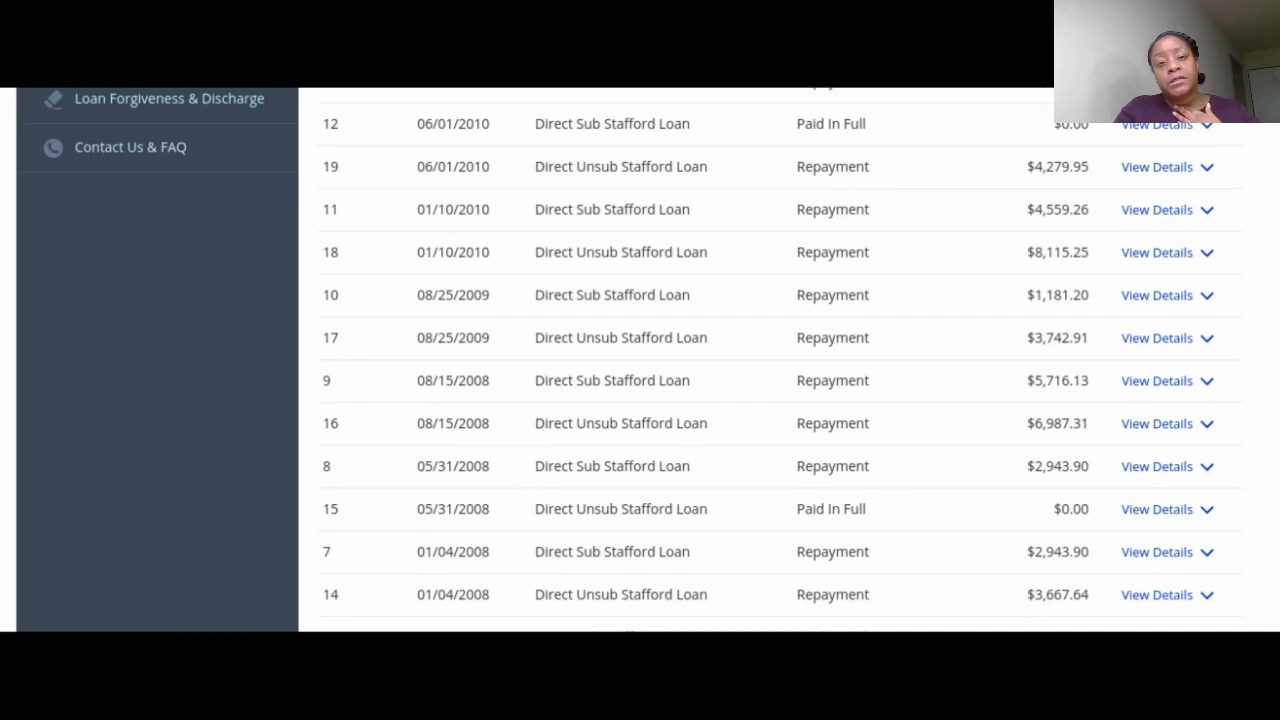 Loan Forgiveness & Discharge
Contact Us & FAQ
12 06/01/2010 Direct Sub Stafford Loan Paid In Full $0.00 View Details
19 06/01/2010 Direct Unsub Stafford Loan Repayment $4,279.95 View Details
11 01/10/2010 Direct Sub Stafford Loan Repayment $4,559.26 View Details
18 01/10/2010 Direct Unsub Stafford Loan Repayment $8,115.25 View Details
10 08/25/2009 Direct Sub Stafford Loan Repayment $1,181.20 View Details
17 08/25/2009 Direct Unsub Stafford Loan Repayment $3,742.91 View Details
9 08/15/2008 Direct Sub Stafford Loan Repayment $5,716.13 View Details
16 08/15/2008 Direct Unsub Stafford Loan Repayment $6,987.31 View Details
8 05/31/2008 Direct Sub Stafford Loan Repayment $2,943.90 View Details
15 05/31/2008 Direct Unsub Stafford Loan Paid In Full $0.00 View Details
7 01/04/2008 Direct Sub Stafford Loan Repayment $2,943.90 View Details
14 01/04/2008 Direct Unsub Stafford Loan Repayment $3,667.64 View Details